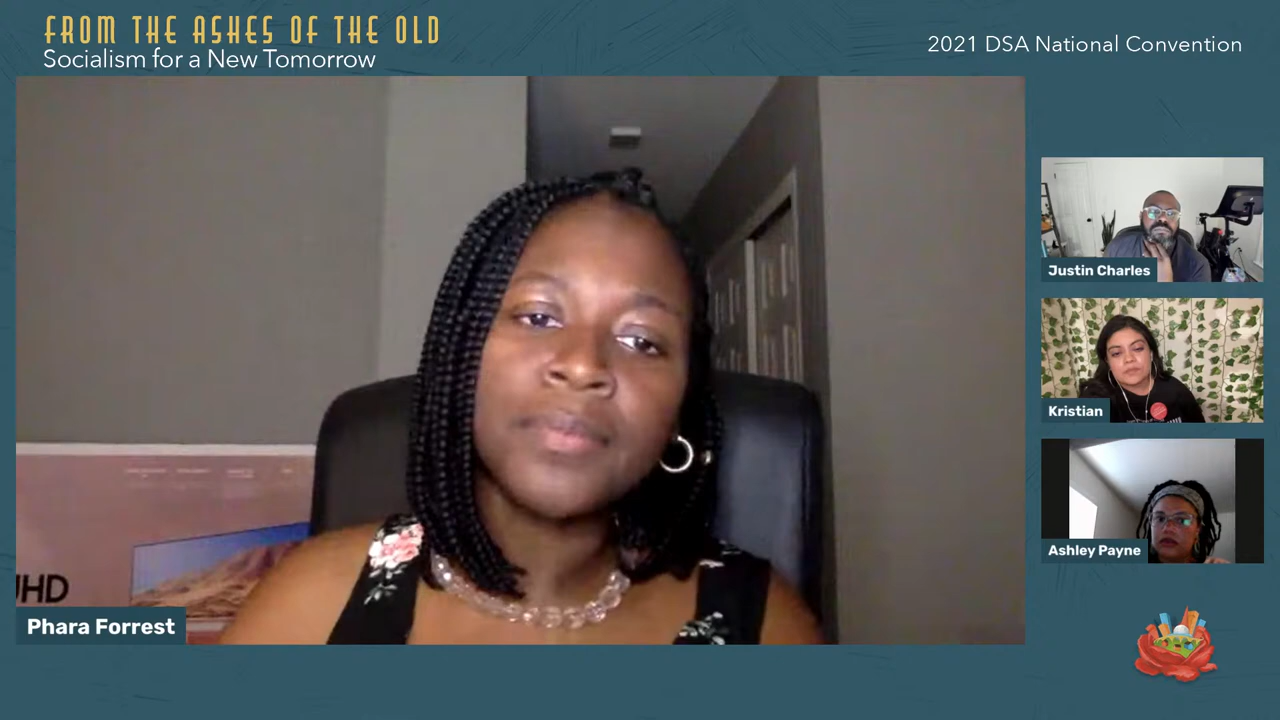 FROM THE ASHES OF THE OLD
Socialism for a New Tomorrow
2021 DSA National Convention
Justin Charles
Kristian
Ashley Payne
UHD
Phara Forrest